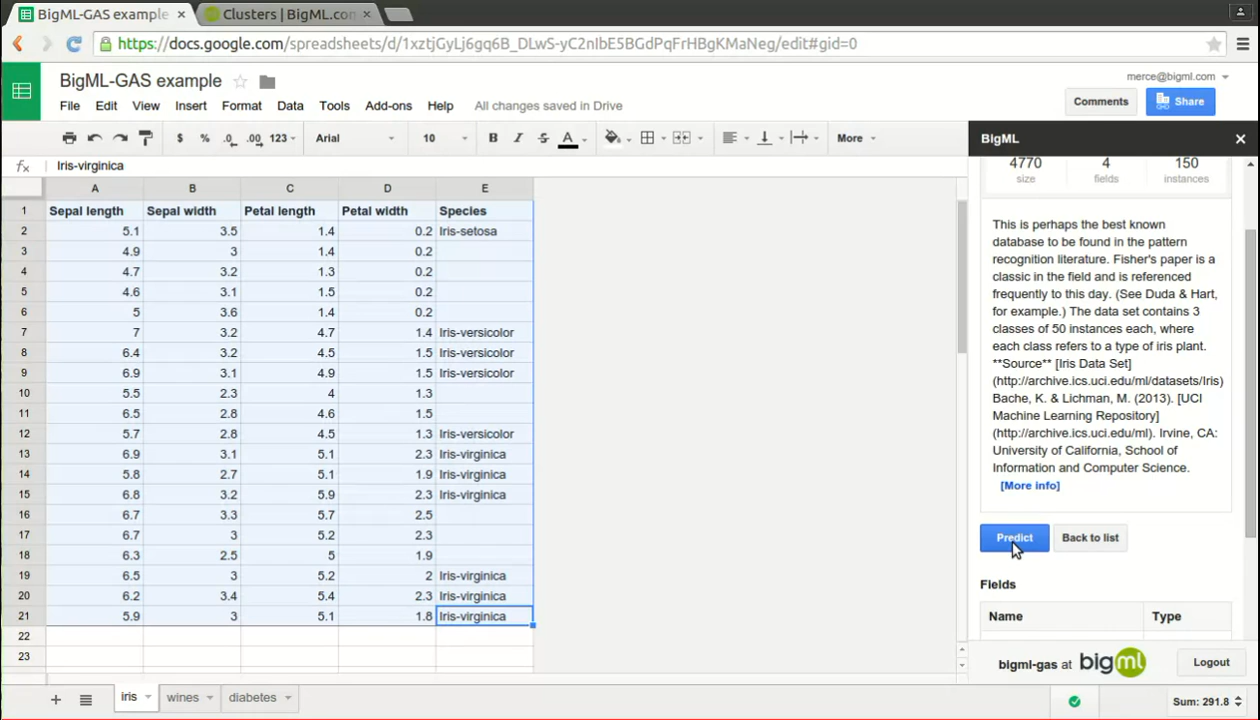 BigML-GAS example
Clusters | BigML.con
https://docs.google.com/spreadsheets/d/1xztjGyLj6gq6B_DLwS-yC2nIbE5BGdPqFrHBgKMaNeg/edit#gid=0
BigML-GAS example
merce@bigml.com
File Edit View Insert Format Data Tools Add-ons Help All changes saved in Drive
Comments
Share
$ % .0 .00 123 Arial 10 B I S A More
fx Iris-virginica
A B C D E
1 Sepal length Sepal width Petal length Petal width Species
2 5.1 3.5 1.4 0.2 Iris-setosa
3 4.9 3 1.4 0.2
4 4.7 3.2 1.3 0.2
5 4.6 3.1 1.5 0.2
6 5 3.6 1.4 0.2
7 7 3.2 4.7 1.4 Iris-versicolor
8 6.4 3.2 4.5 1.5 Iris-versicolor
9 6.9 3.1 4.9 1.5 Iris-versicolor
10 5.5 2.3 4 1.3
11 6.5 2.8 4.6 1.5
12 5.7 2.8 4.5 1.3 Iris-versicolor
13 6.9 3.1 5.1 2.3 Iris-virginica
14 5.8 2.7 5.1 1.9 Iris-virginica
15 6.8 3.2 5.9 2.3 Iris-virginica
16 6.7 3.3 5.7 2.5
17 6.7 3 5.2 2.3
18 6.3 2.5 5 1.9
19 6.5 3 5.2 2 Iris-virginica
20 6.2 3.4 5.4 2.3 Iris-virginica
21 5.9 3 5.1 1.8 Iris-virginica
22
23
iris wines diabetes
BigML
4770 4 150
size fields instances
This is perhaps the best known
database to be found in the pattern
recognition literature. Fisher's paper is a
classic in the field and is referenced
frequently to this day. (See Duda & Hart,
for example.) The data set contains 3
classes of 50 instances each, where
each class refers to a type of iris plant.
**Source** [Iris Data Set]
(http://archive.ics.uci.edu/ml/datasets/Iris)
Bache, K. & Lichman, M. (2013). [UCI
Machine Learning Repository]
(http://archive.ics.uci.edu/ml). Irvine, CA:
University of California, School of
Information and Computer Science.
[More info]
Predict Back to list
Fields
Name Type
bigml-gas at bigml Logout
Sum: 291.8